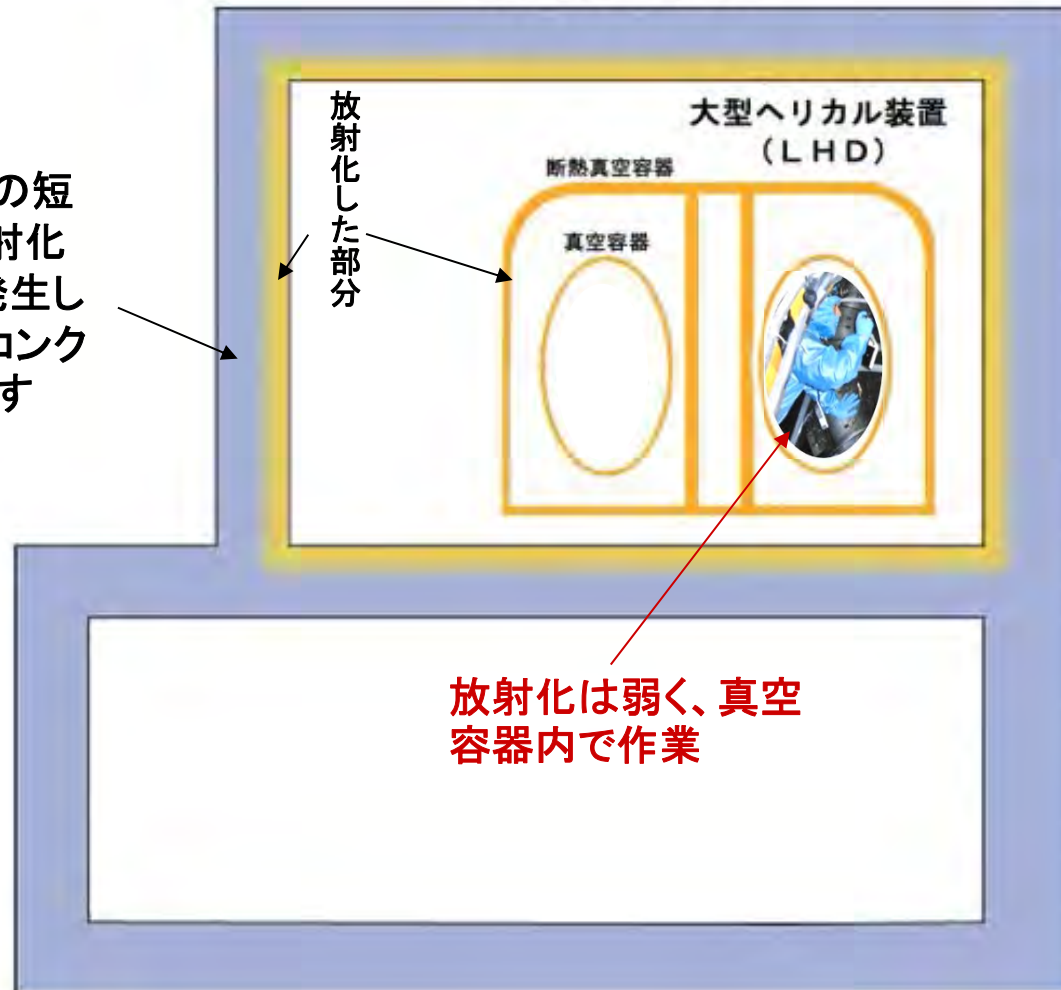 の短
射化
発生し
コンク
す
放射化した部分
大型ヘリカル装置
(LHD)
断熱真空容器
真空容器
放射化は弱く、真空
容器内で作業